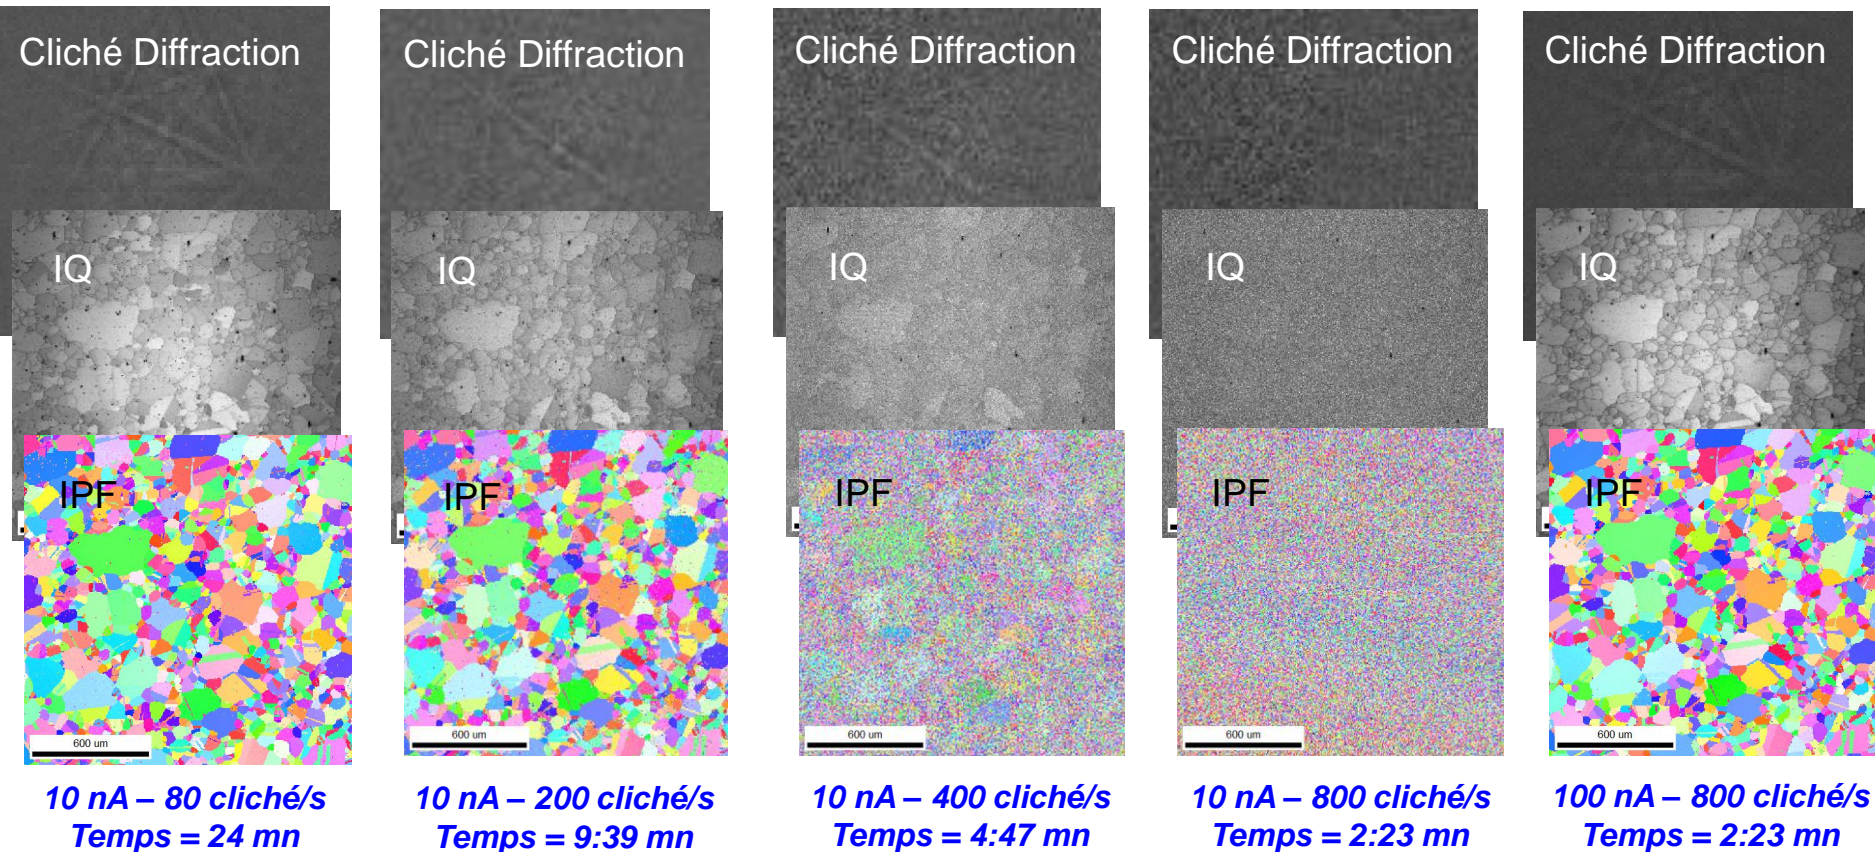 Cliché Diffraction
IQ
IPF
600 um
10 nA – 80 cliché/s
Temps = 24 mn
Cliché Diffraction
IQ
IPF
600 um
10 nA – 200 cliché/s
Temps = 9:39 mn
Cliché Diffraction
IQ
IPF
600 um
10 nA – 400 cliché/s
Temps = 4:47 mn
Cliché Diffraction
IQ
IPF
600 um
10 nA – 800 cliché/s
Temps = 2:23 mn
Cliché Diffraction
IQ
IPF
600 um
100 nA – 800 cliché/s
Temps = 2:23 mn